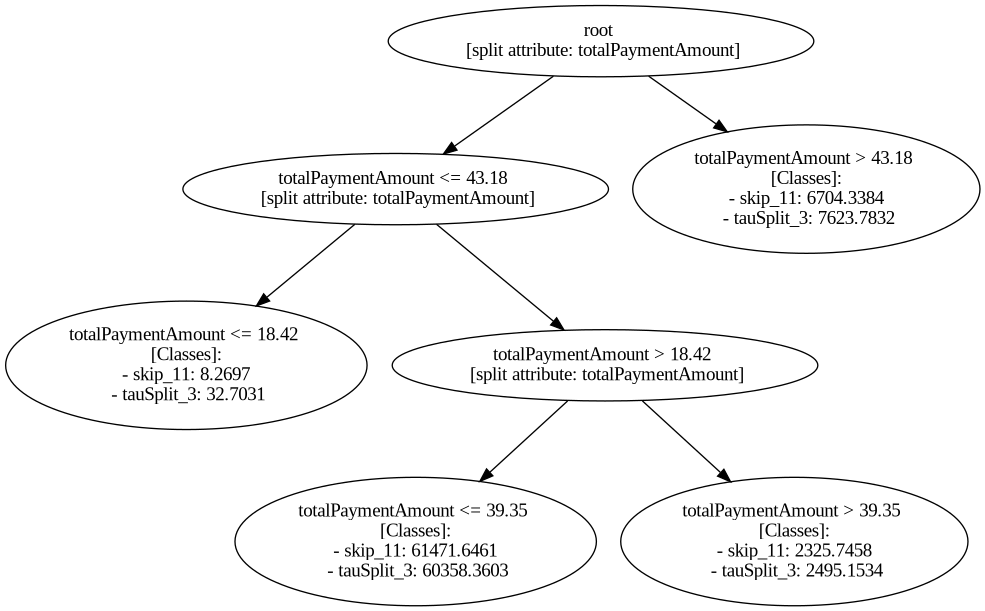 root
[split attribute: totalPaymentAmount]
totalPaymentAmount <= 43.18
[split attribute: totalPaymentAmount]
totalPaymentAmount > 43.18
[Classes]:
- skip_11: 6704.3384
- tauSplit_3: 7623.7832
totalPaymentAmount <= 18.42
[Classes]:
- skip_11: 8.2697
- tauSplit_3: 32.7031
totalPaymentAmount > 18.42
[split attribute: totalPaymentAmount]
totalPaymentAmount <= 39.35
[Classes]:
- skip_11: 61471.6461
- tauSplit_3: 60358.3603
totalPaymentAmount > 39.35
[Classes]:
- skip_11: 2325.7458
- tauSplit_3: 2495.1534